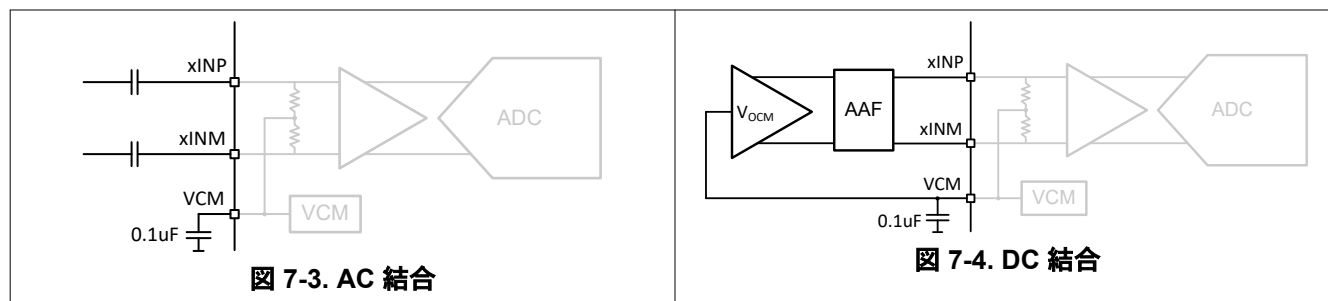 xINP
xINM
VCM
0.1uF
VCM
ADC
図 7-3. AC 結合
VOCM
AAF
xINP
xINM
VCM
0.1uF
VCM
ADC
図 7-4. DC 結合